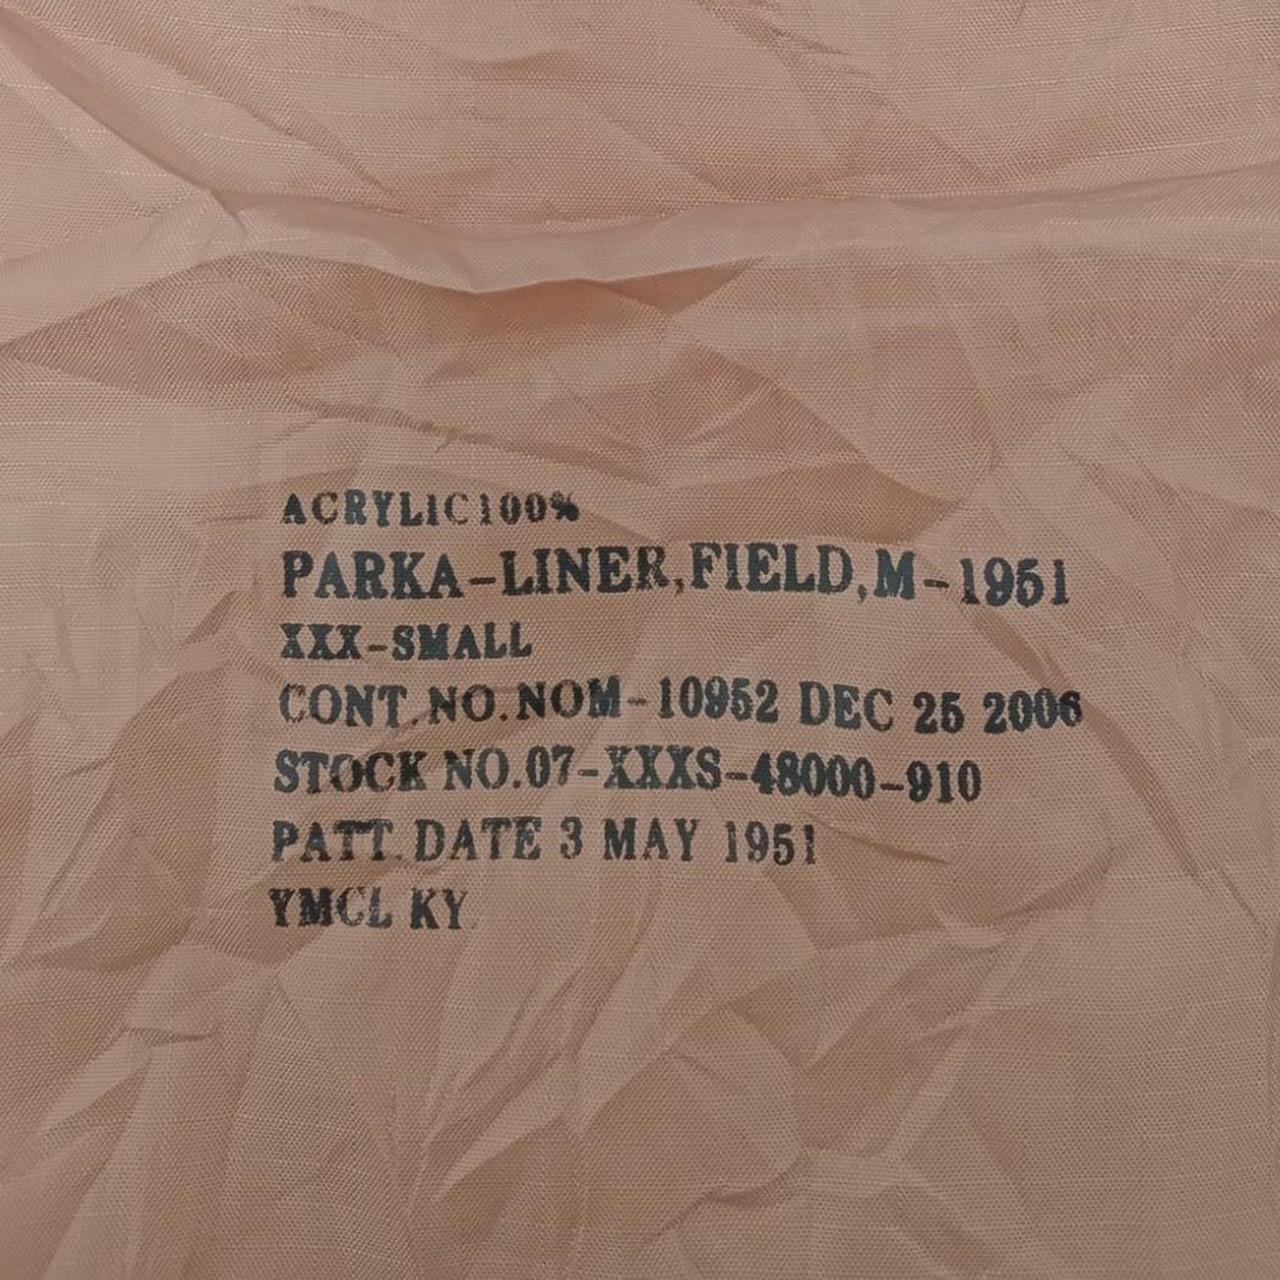 ACRYLIC100%
PARKA-LINER,FIELD,M-1951
XXX-SMALL
CONT.NO.NOM-10952 DEC 25 2006
STOCK NO.07-XXXS-48000-910
PATT.DATE 3 MAY 1951
YMCL KY